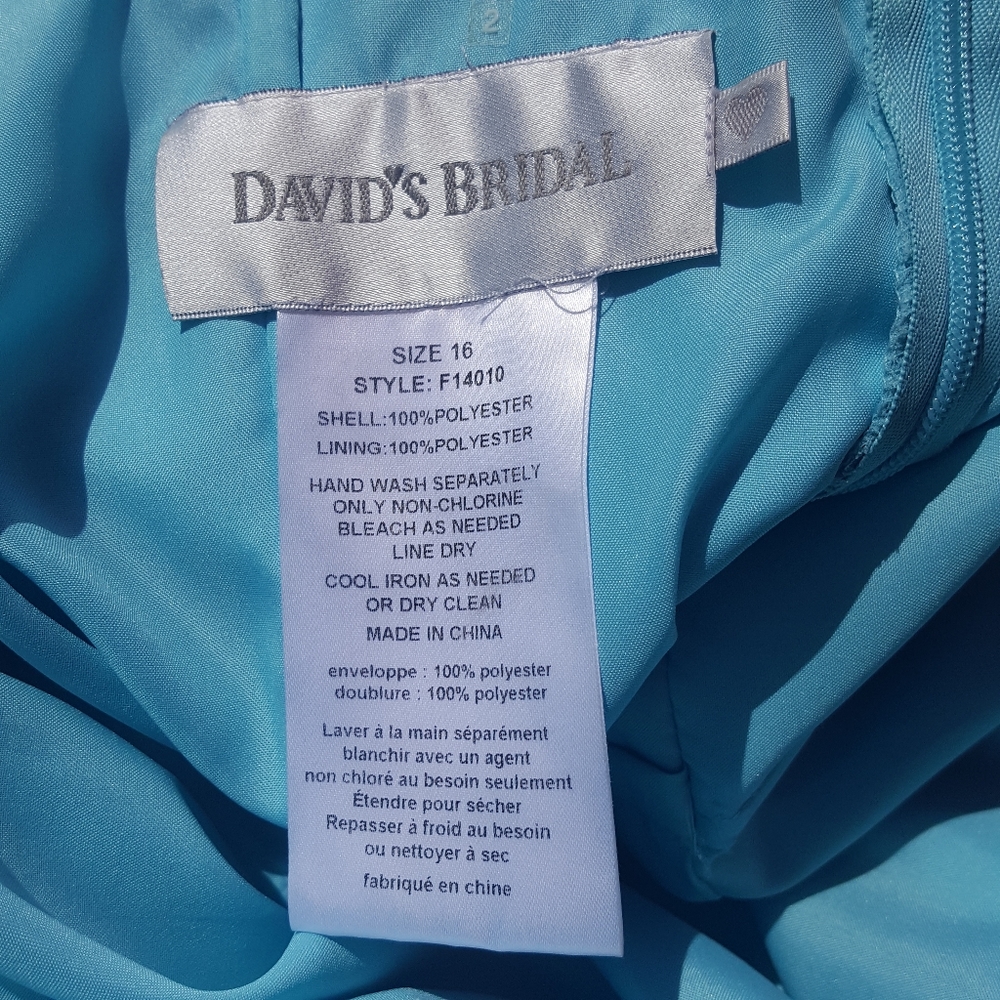 2
DAVID'S BRIDAL
SIZE 16
STYLE: F14010
SHELL:100%POLYESTER
LINING:100%POLYESTER
HAND WASH SEPARATELY
ONLY NON-CHLORINE
BLEACH AS NEEDED
LINE DRY
COOL IRON AS NEEDED
OR DRY CLEAN
MADE IN CHINA
enveloppe : 100% polyester
doublure : 100% polyester
Laver à la main séparément
blanchir avec un agent
non chloré au besoin seulement
Étendre pour sécher
Repasser à froid au besoin
ou nettoyer à sec
fabriqué en chine